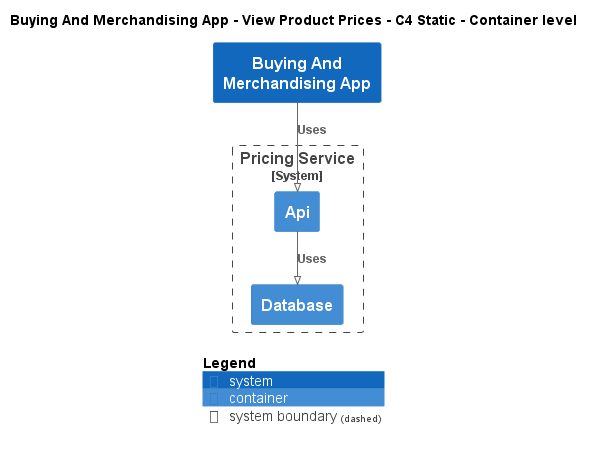 Buying And Merchandising App - View Product Prices - C4 Static - Container level
Buying And
Merchandising App
Uses
Pricing Service
[System]
Api
Uses
Database
Legend
system
container
system boundary (dashed)